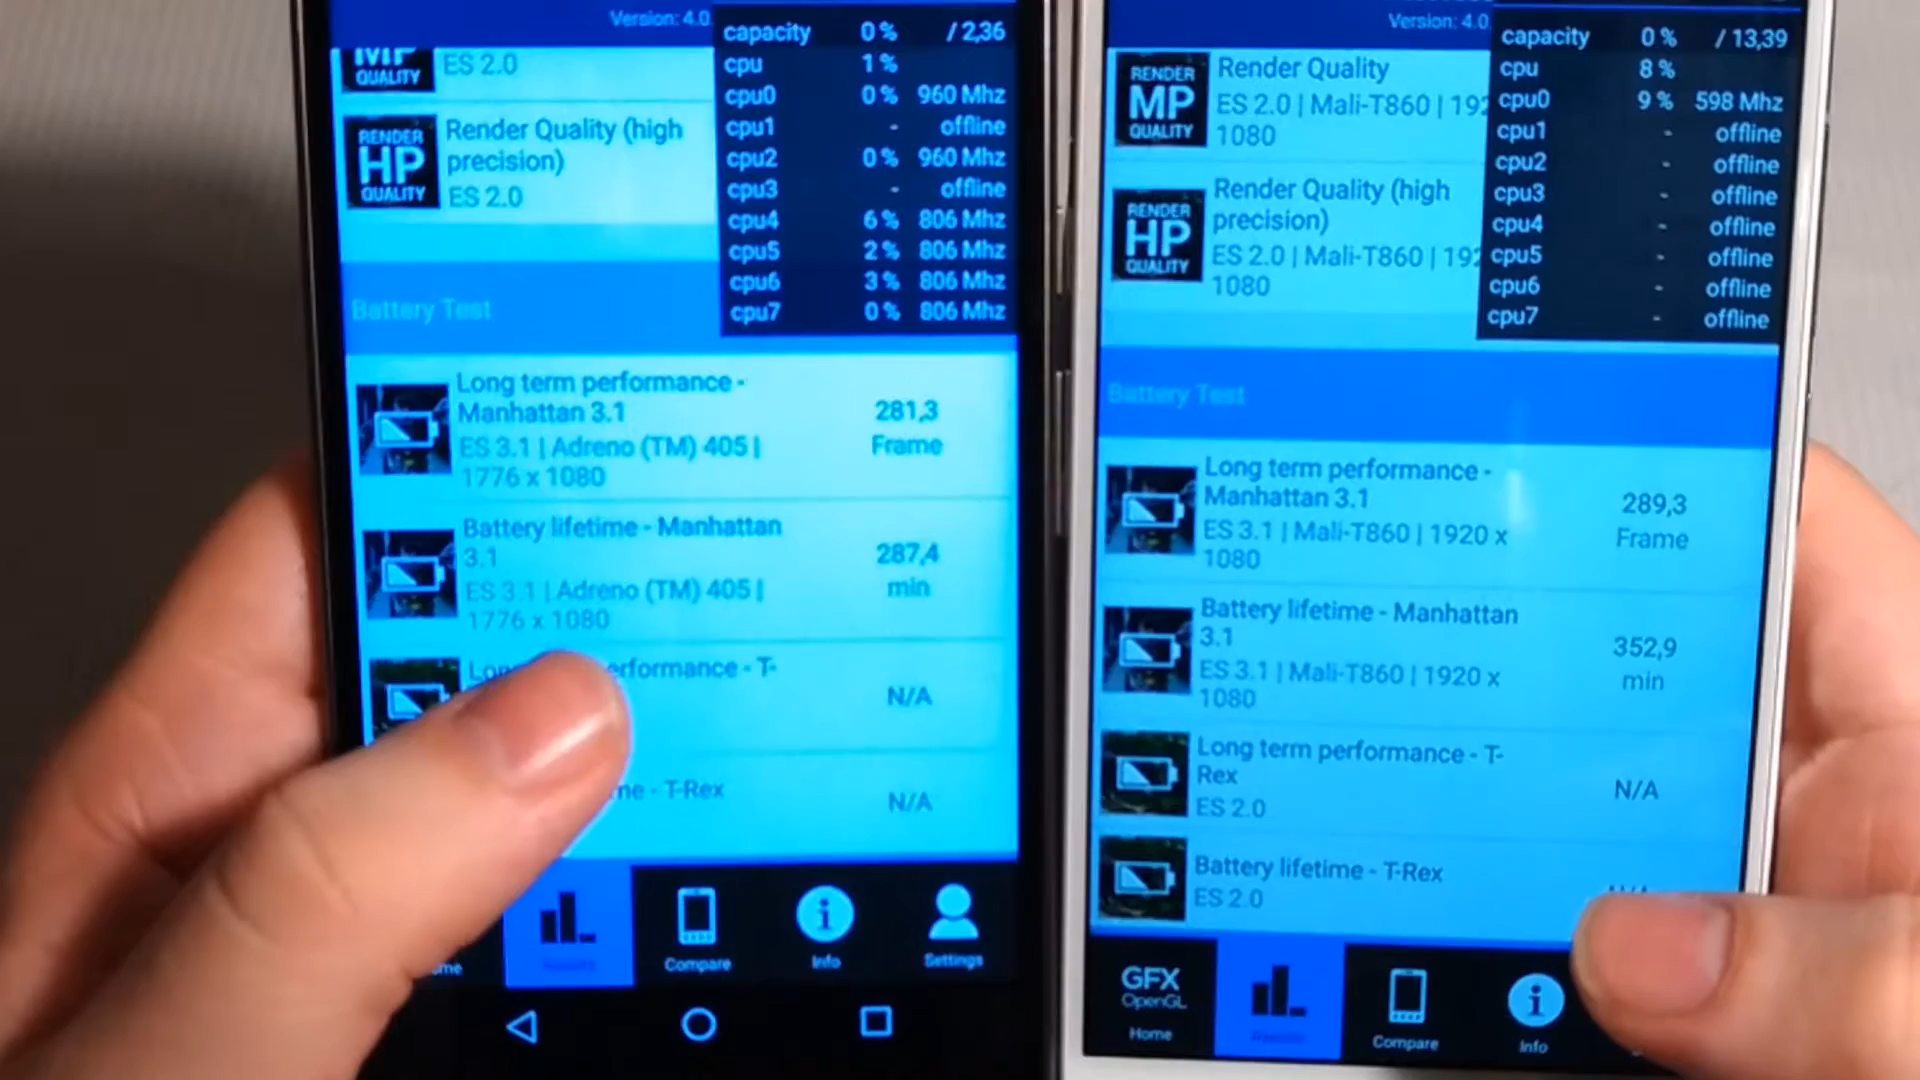 Version: 4.0
capacity 0% / 2,36
cpu 1%
cpu0 0% 960 Mhz
cpu1 - offline
cpu2 0% 960 Mhz
cpu3 - offline
cpu4 6% 806 Mhz
cpu5 2% 806 Mhz
cpu6 3% 806 Mhz
cpu7 0% 806 Mhz
MP
QUALITY
ES 2.0
RENDER
HP
QUALITY
Render Quality (high
precision)
ES 2.0
Battery Test
Long term performance -
Manhattan 3.1
ES 3.1 | Adreno (TM) 405 |
1776 x 1080
281,3
Frame
Battery lifetime - Manhattan
3.1
ES 3.1 | Adreno (TM) 405 |
1776 x 1080
287,4
min
performance - T-
N/A
- T-Rex
N/A
Results
Compare
Info
Settings
Version: 4.0
capacity 0% / 13,39
cpu 8%
cpu0 9% 598 Mhz
cpu1 - offline
cpu2 - offline
cpu3 - offline
cpu4 - offline
cpu5 - offline
cpu6 - offline
cpu7 - offline
RENDER
MP
QUALITY
Render Quality
ES 2.0 | Mali-T860 | 192
1080
RENDER
HP
QUALITY
Render Quality (high
precision)
ES 2.0 | Mali-T860 | 192
1080
Battery Test
Long term performance -
Manhattan 3.1
ES 3.1 | Mali-T860 | 1920 x
1080
289,3
Frame
Battery lifetime - Manhattan
3.1
ES 3.1 | Mali-T860 | 1920 x
1080
352,9
min
Long term performance - T-
Rex
ES 2.0
N/A
Battery lifetime - T-Rex
ES 2.0
GFX
OpenGL
Home
Results
Compare
Info